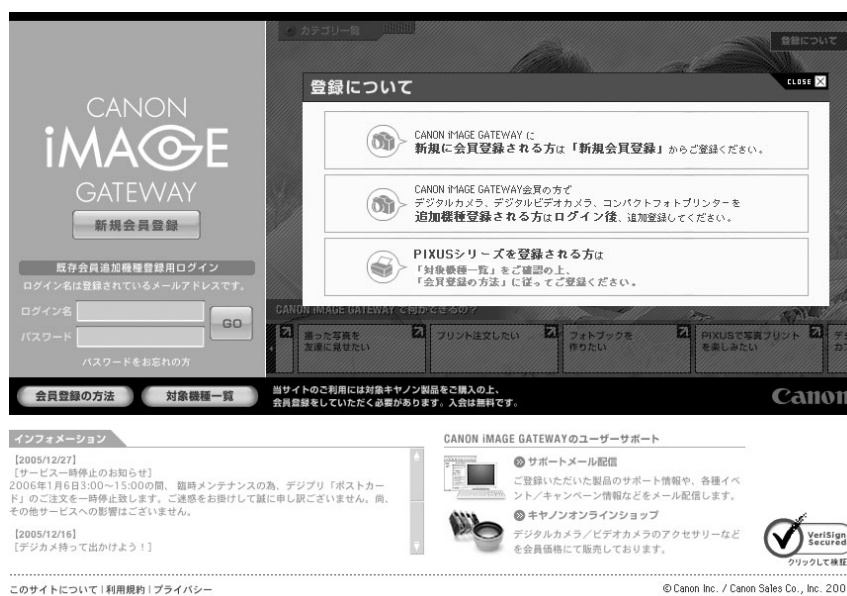 カテゴリ一覧
登録について
登録について
CLOSE
CANON iMAGE GATEWAY に
新規に会員登録される方は「新規会員登録」からご登録ください。
CANON iMAGE GATEWAY会員の方で
デジタルカメラ、デジタルビデオカメラ、コンパクトフォトプリンターを
追加機種登録される方はログイン後、追加登録してください。
PIXUSシリーズを登録される方は
「対象機種一覧」をご確認の上、
「会員登録の方法」に従ってご登録ください。
CANON
iMAGE
GATEWAY
新規会員登録
既存会員追加機種登録用ログイン
ログイン名は登録されているメールアドレスです。
ログイン名
パスワード
GO
パスワードをお忘れの方
CANON iMAGE GATEWAY で何ができるの？
撮った写真を
友達に見せたい
プリント注文したい
フォトブックを
作りたい
PIXUSで写真プリント
を楽しみたい
会員登録の方法
対象機種一覧
当サイトのご利用には対象キヤノン製品をご購入の上、
会員登録をしていただく必要があります。入会は無料です。
Canon
インフォメーション
[2005/12/27]
[サービス一時停止のお知らせ]
2006年1月6日3:00〜15:00の間、 臨時メンテナンスの為、デジプリ「ポストカー
ド」のご注文を一時停止致します。ご迷惑をお掛けして誠に申し訳ございません。尚、
その他サービスへの影響はございません。
[2005/12/16]
[デジカメ持って出かけよう！]
CANON iMAGE GATEWAYのユーザーサポート
サポートメール配信
ご登録いただいた製品のサポート情報や、各種イベ
ント／キャンペーン情報などをメール配信します。
キヤノンオンラインショップ
デジタルカメラ／ビデオカメラのアクセサリーなど
を会員価格にて販売しております。
VeriSign
Secured
クリックして検証
このサイトについて | 利用規約 | プライバシー
© Canon Inc. / Canon Sales Co., Inc. 200